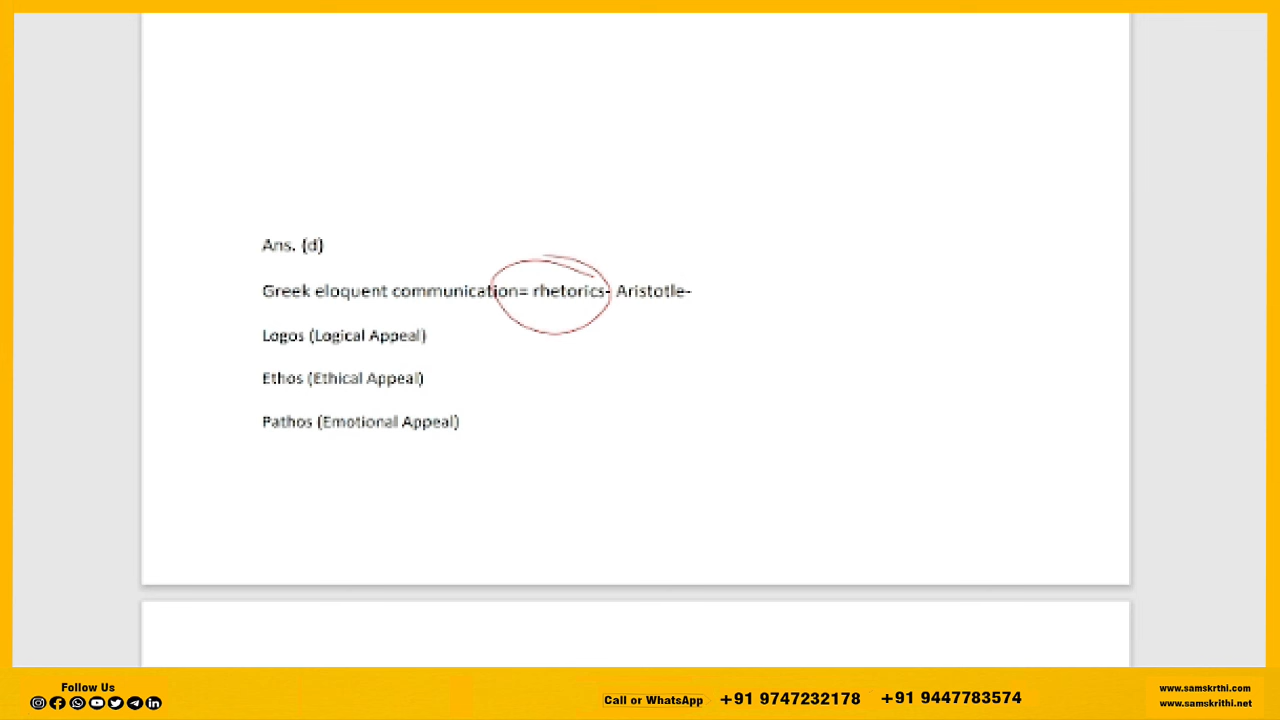 Ans. (d)
Greek eloquent communication= rhetorics- Aristotle-
Logos (Logical Appeal)
Ethos (Ethical Appeal)
Pathos (Emotional Appeal)
Follow Us
Call or WhatsApp +91 9747232178 +91 9447783574
www.samskrthi.com
www.samskrithi.net